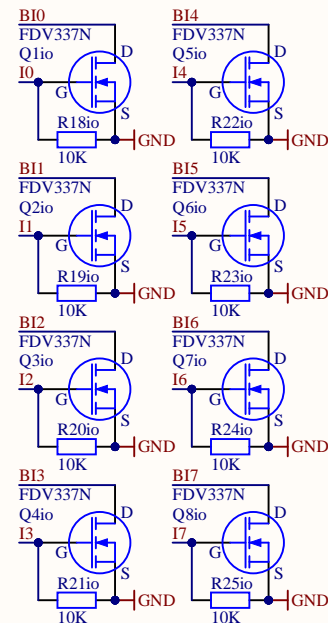 BI0
FDV337N
Q1io
D
I0
G
S
R18io
GND
10K
BI4
FDV337N
Q5io
D
I4
G
S
R22io
GND
10K
BI1
FDV337N
Q2io
D
I1
G
S
R19io
GND
10K
BI5
FDV337N
Q6io
D
I5
G
S
R23io
GND
10K
BI2
FDV337N
Q3io
D
I2
G
S
R20io
GND
10K
BI6
FDV337N
Q7io
D
I6
G
S
R24io
GND
10K
BI3
FDV337N
Q4io
D
I3
G
S
R21io
GND
10K
BI7
FDV337N
Q8io
D
I7
G
S
R25io
GND
10K